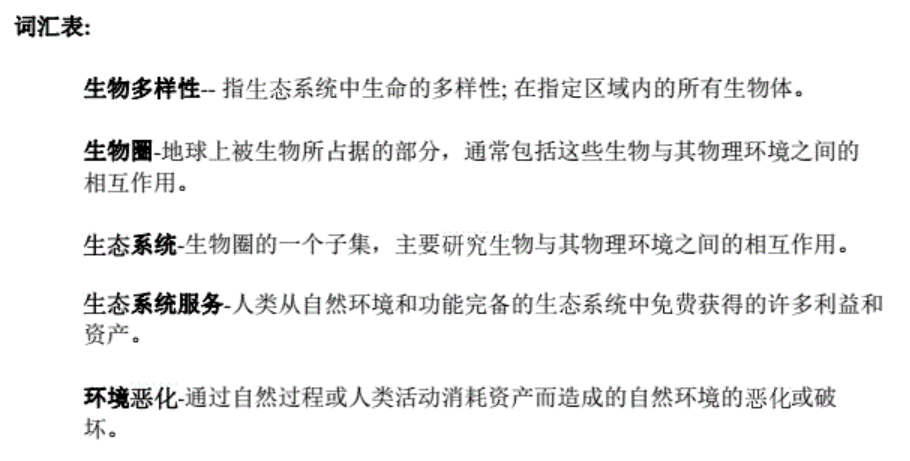 词汇表:
生物多样性-- 指生态系统中生命的多样性; 在指定区域内的所有生物体。
生物圈-地球上被生物所占据的部分，通常包括这些生物与其物理环境之间的
相互作用。
生态系统-生物圈的一个子集，主要研究生物与其物理环境之间的相互作用。
生态系统服务-人类从自然环境和功能完备的生态系统中免费获得的许多利益和
资产。
环境恶化-通过自然过程或人类活动消耗资产而造成的自然环境的恶化或破
坏。